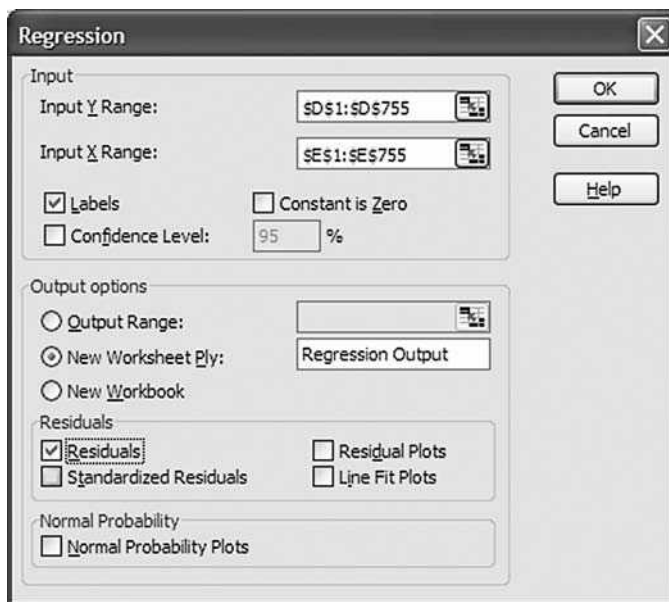 Regression
Input
Input Y Range: $D$1:$D$755
Input X Range: $E$1:$E$755
Labels Constant is Zero
Confidence Level: 95 %
OK
Cancel
Help
Output options
Output Range:
New Worksheet Ply: Regression Output
New Workbook
Residuals
Residuals Residual Plots
Standardized Residuals Line Fit Plots
Normal Probability
Normal Probability Plots